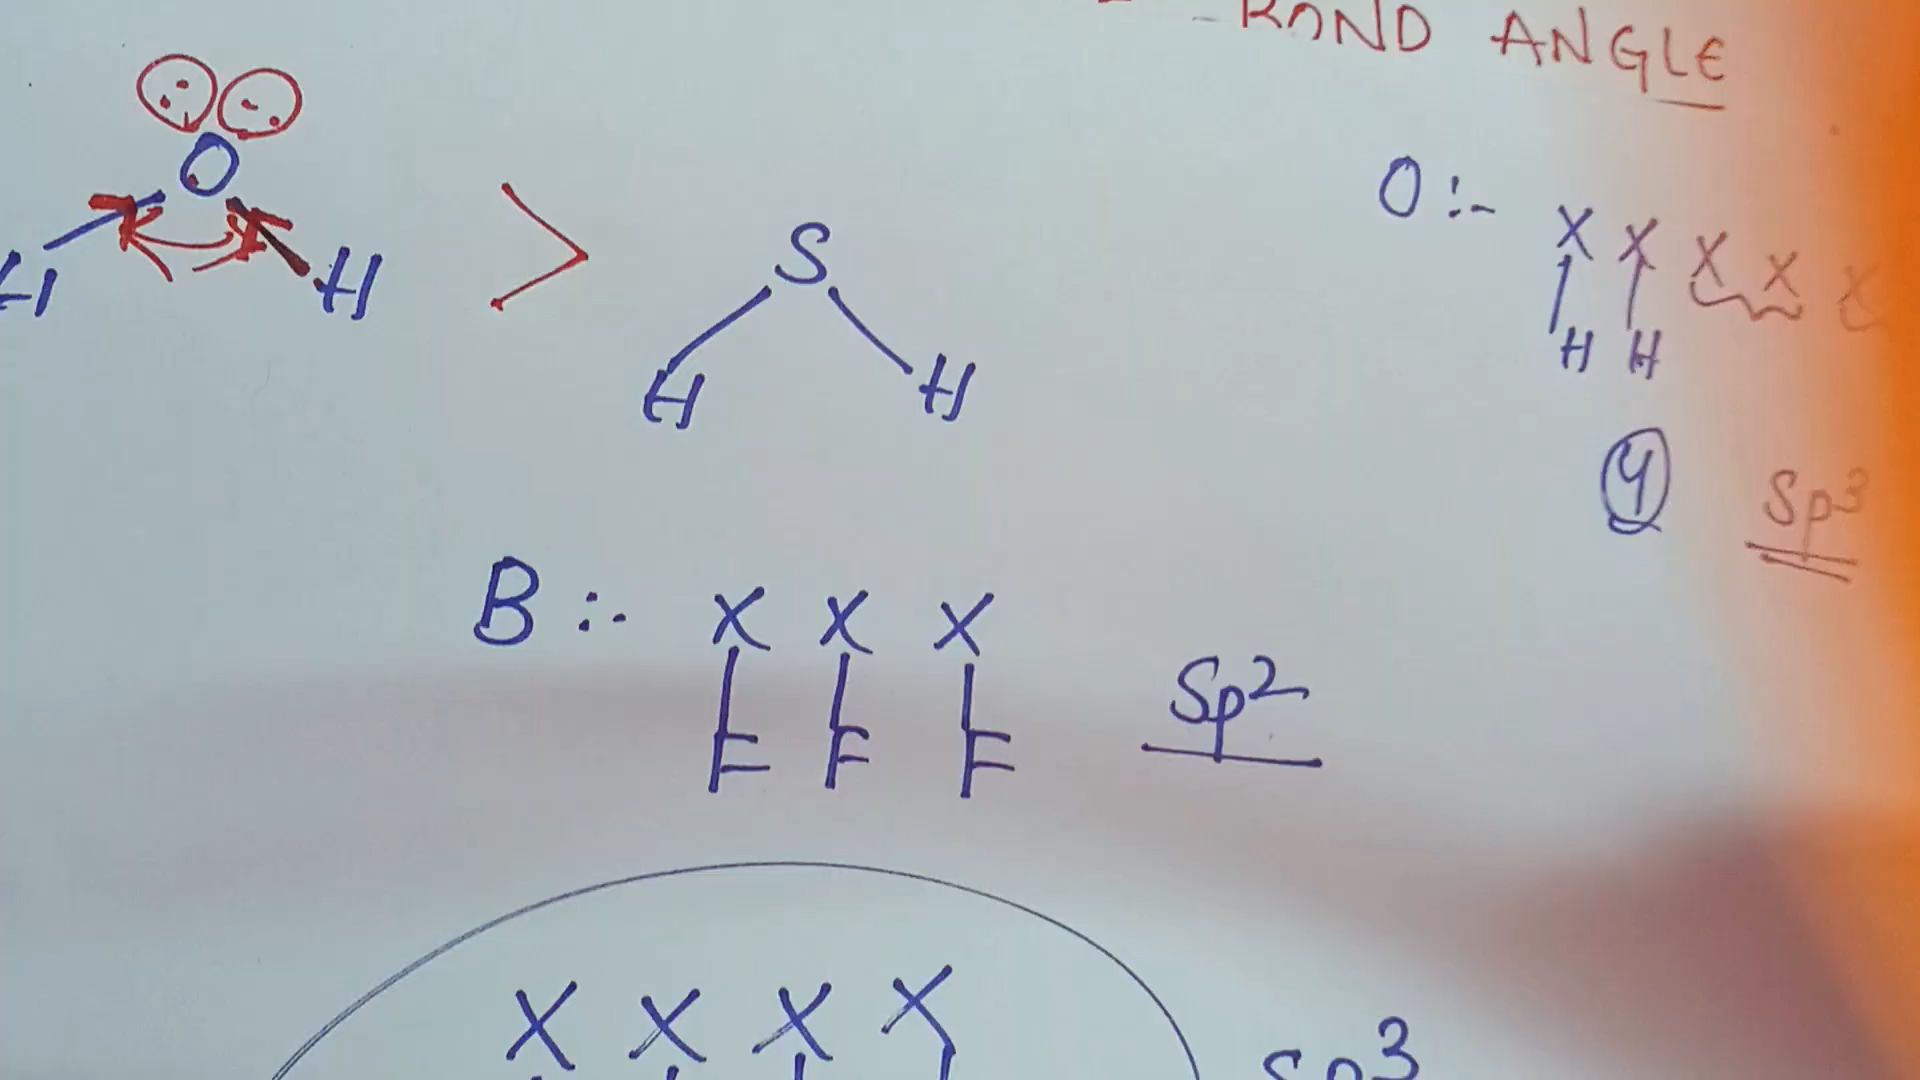 BOND ANGLE
O
H H
>
S
H H
O :- X X X X X
H H
4 Sp3
B :- X X X
F F F
Sp2
X X X X
Sp3